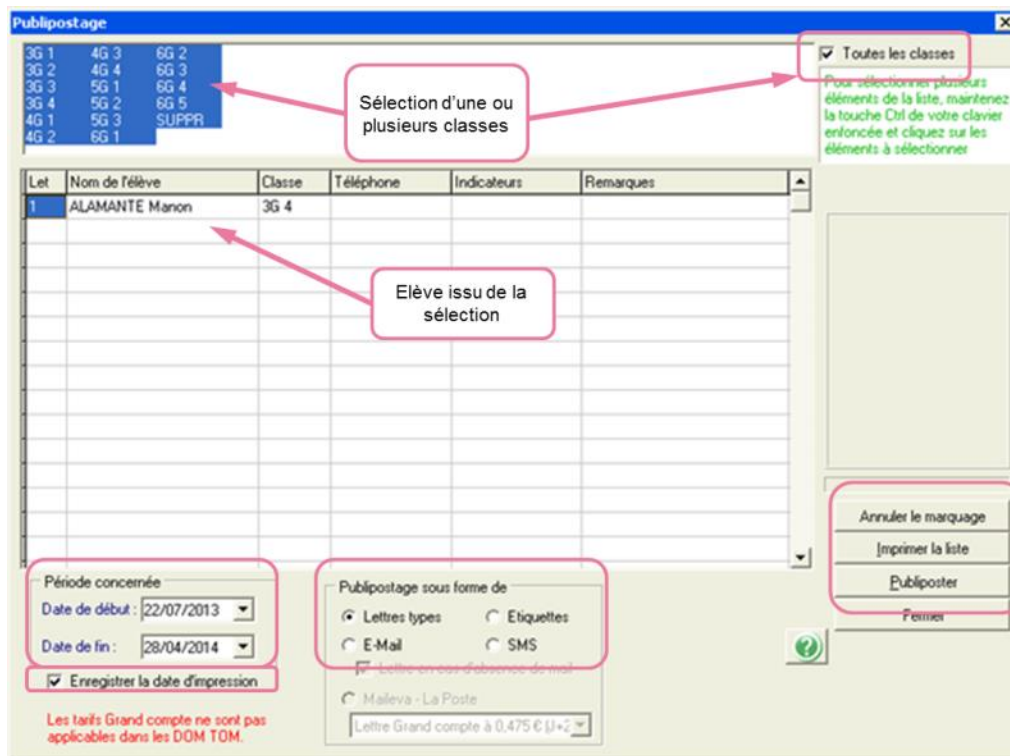 Publipostage
3G 1 4G 3 6G 2
3G 2 4G 4 6G 3
3G 3 5G 1 6G 4
3G 4 5G 2 6G 5
4G 1 5G 3 SUPPR
4G 2 6G 1
Sélection d'une ou
plusieurs classes
Toutes les classes
Pour sélectionner plusieurs
éléments de la liste, maintenez
la touche Ctrl de votre clavier
enfoncée et cliquez sur les
éléments à sélectionner
Let Nom de l'élève Classe Téléphone Indicateurs Remarques
1 ALAMANTE Manon 3G 4
Elève issu de la
sélection
Annuler le marquage
Imprimer la liste
Publiposter
Fermer
Période concernée
Date de début : 22/07/2013
Date de fin : 28/04/2014
Enregistrer la date d'impression
Les tarifs Grand compte ne sont pas
applicables dans les DOM TOM.
Publipostage sous forme de
Lettres types Etiquettes
E-Mail SMS
Lettre en cas d'absence de mail
Maileva - La Poste
Lettre Grand compte à 0,475 € (J+2
?